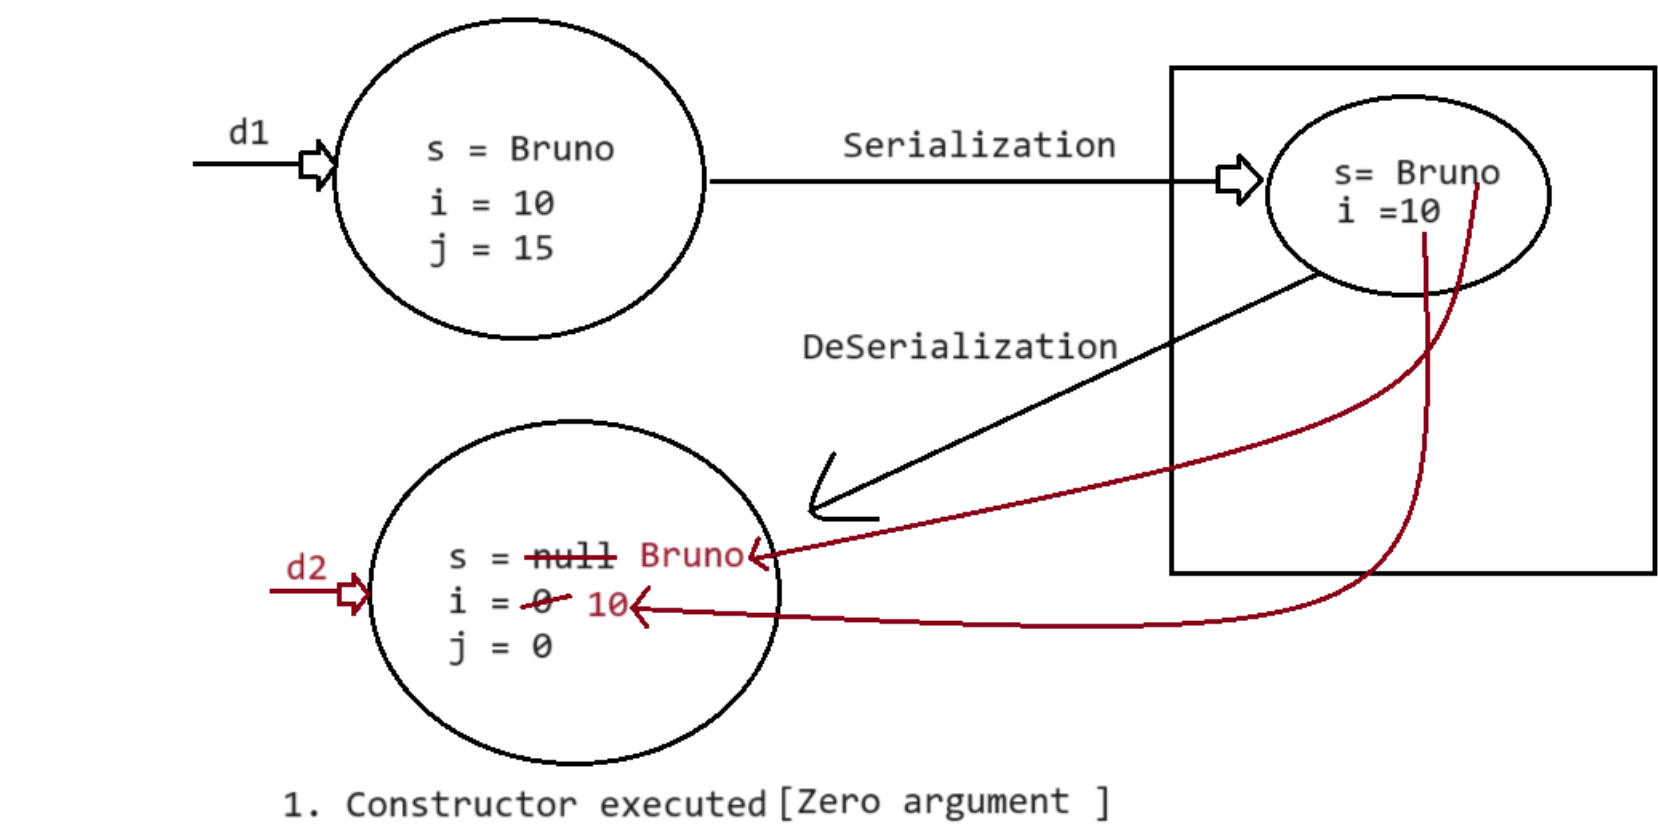 d1
s = Bruno
i = 10
j = 15
Serialization
s= Bruno
i =10
DeSerialization
d2
s = null Bruno
i = 0 10
j = 0
1. Constructor executed [Zero argument ]